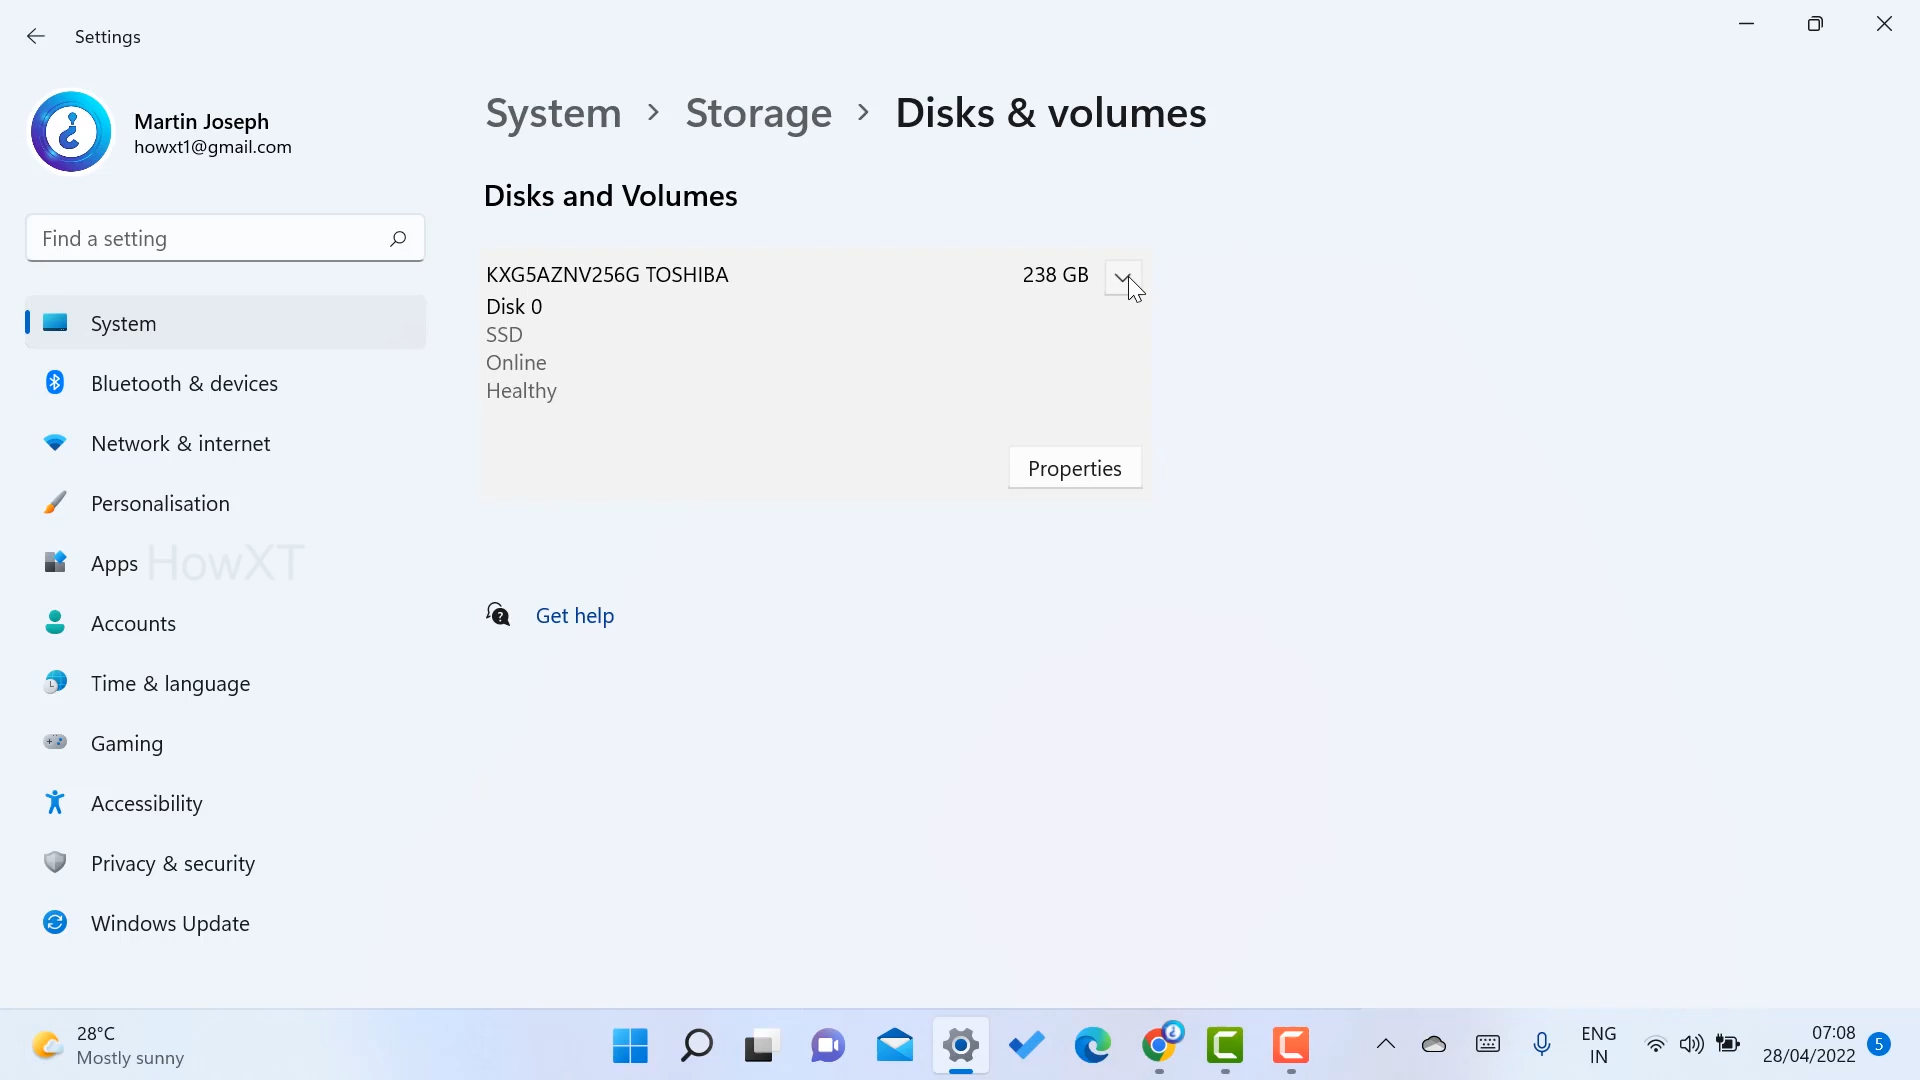 Settings
Martin Joseph
howxt1@gmail.com
Find a setting
System
Bluetooth & devices
Network & internet
Personalisation
Apps
HowXT
Accounts
Time & language
Gaming
Accessibility
Privacy & security
Windows Update
System > Storage > Disks & volumes
Disks and Volumes
KXG5AZNV256G TOSHIBA 238 GB
Disk 0
SSD
Online
Healthy
Properties
Get help
28°C
Mostly sunny
ENG
IN
07:08
28/04/2022
5